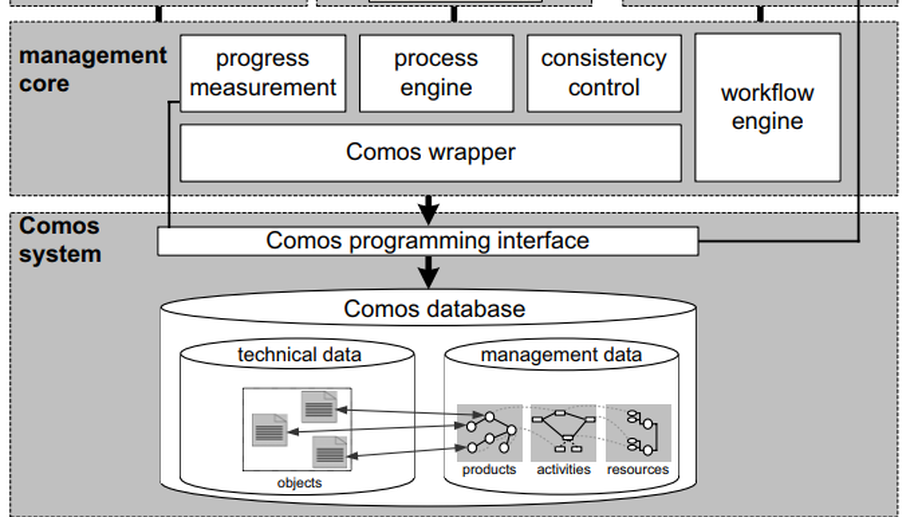 management
core
progress
measurement
process
engine
consistency
control
workflow
engine
Comos wrapper
Comos
system
Comos programming interface
Comos database
technical data
management data
objects
products
activities
resources